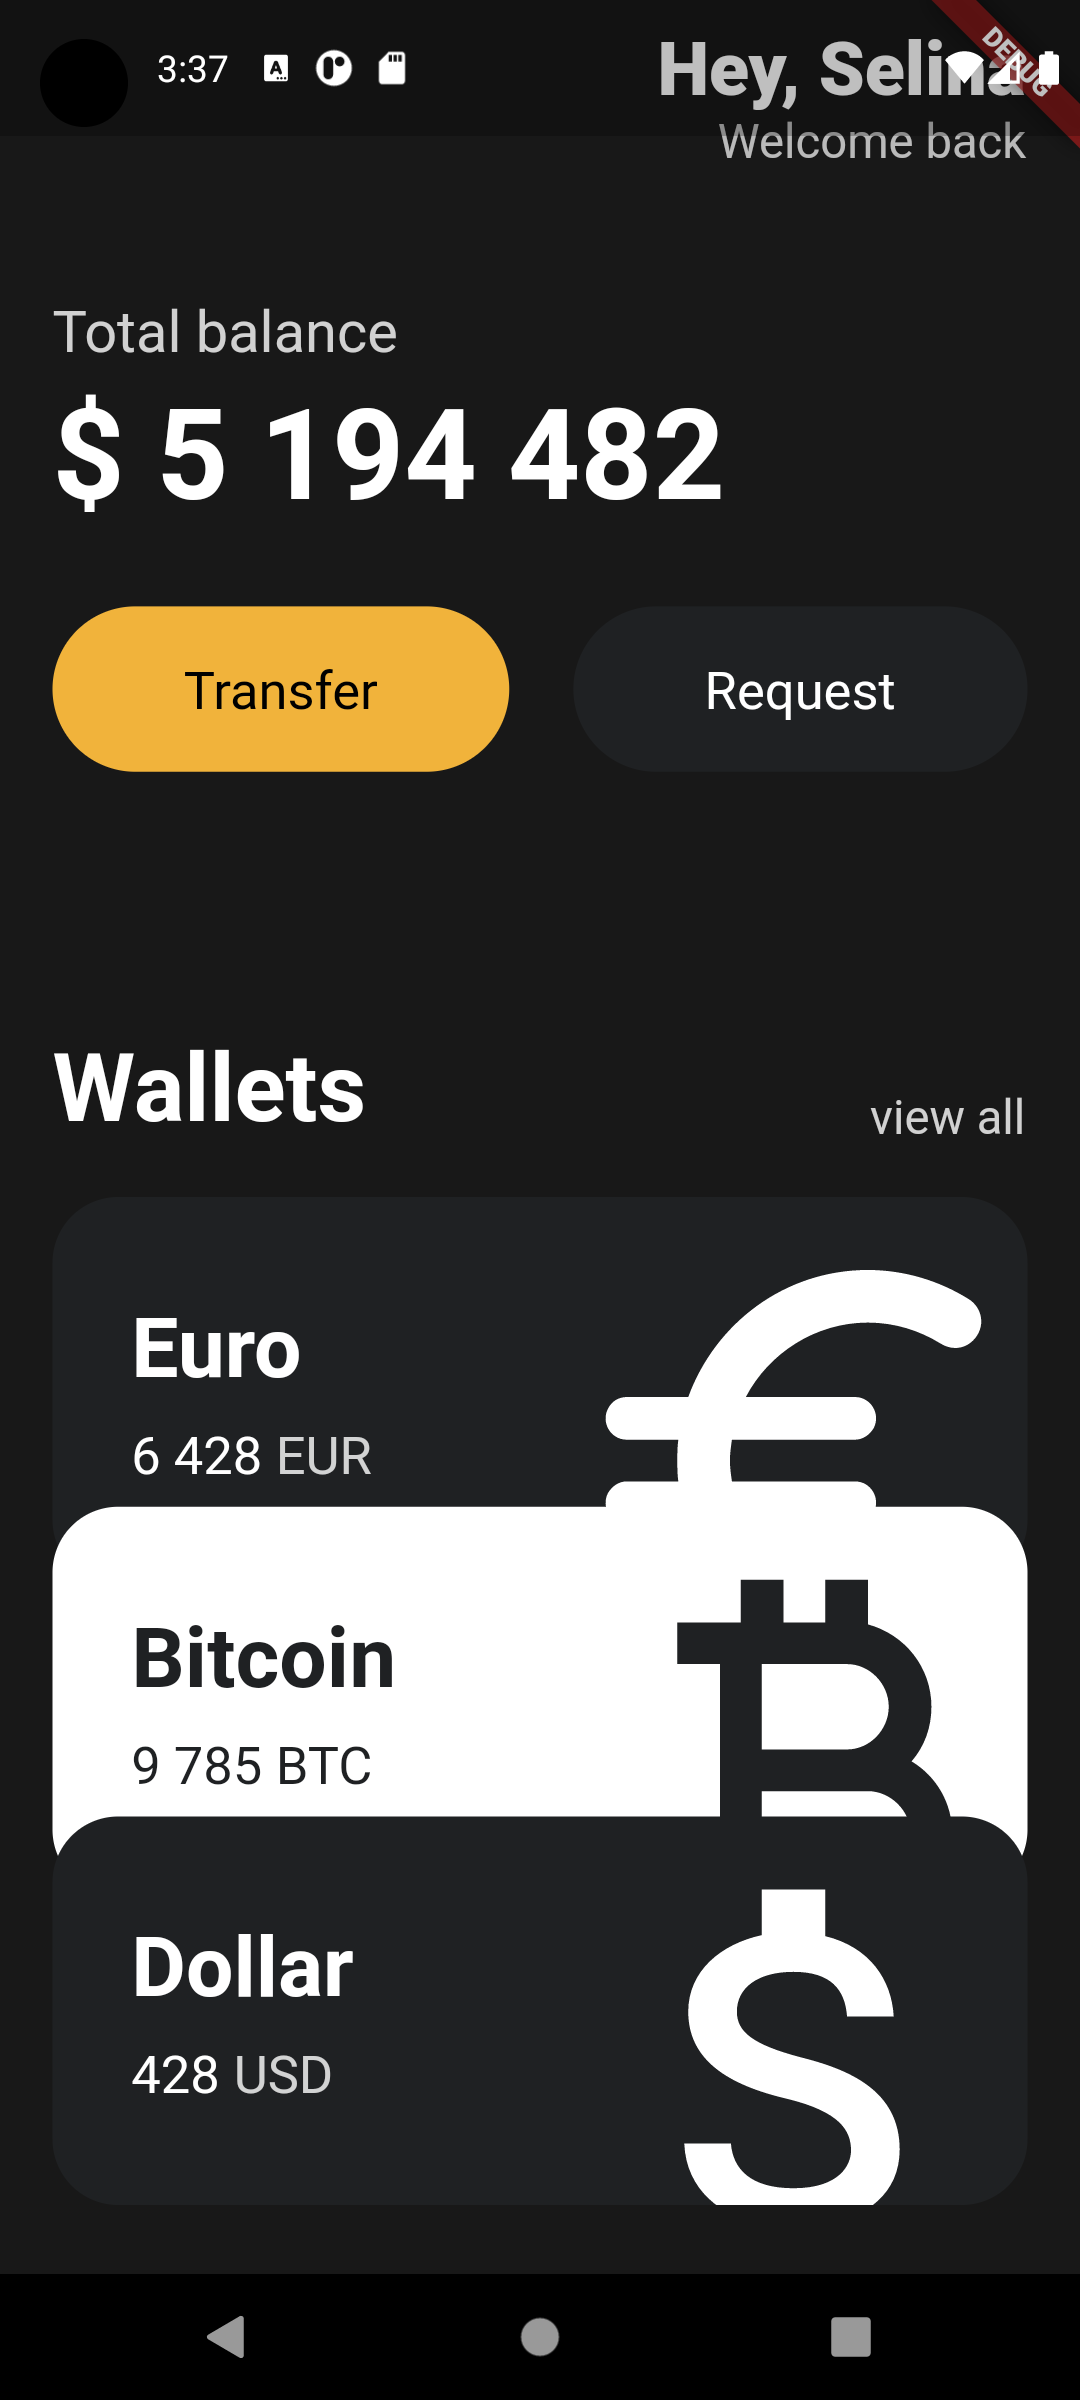 3:37
Hey, Selina
DEBUG
Welcome back
Total balance
$ 5 194 482
Transfer
Request
Wallets
view all
Euro
6 428 EUR
Bitcoin
9 785 BTC
Dollar
428 USD